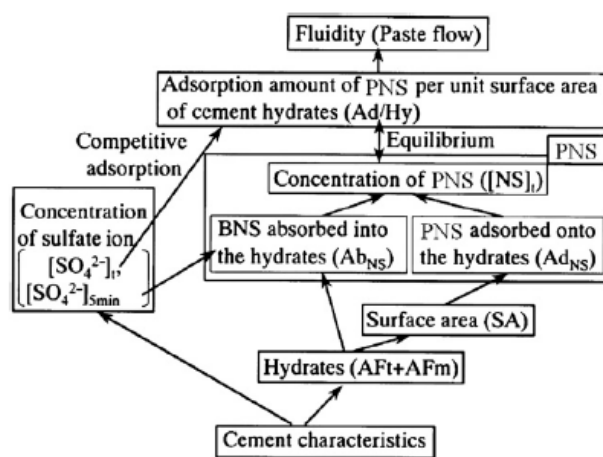 Fluidity (Paste flow)
Adsorption amount of PNS per unit surface area
of cement hydrates (Ad/Hy)
Competitive
adsorption
Equilibrium
PNS
Concentration of PNS ([NS]t)
Concentration
of sulfate ion
[SO₄²⁻]t,
[SO₄²⁻]5min
BNS absorbed into
the hydrates (AbNS)
PNS adsorbed onto
the hydrates (AdNS)
Surface area (SA)
Hydrates (AFt+AFm)
Cement characteristics